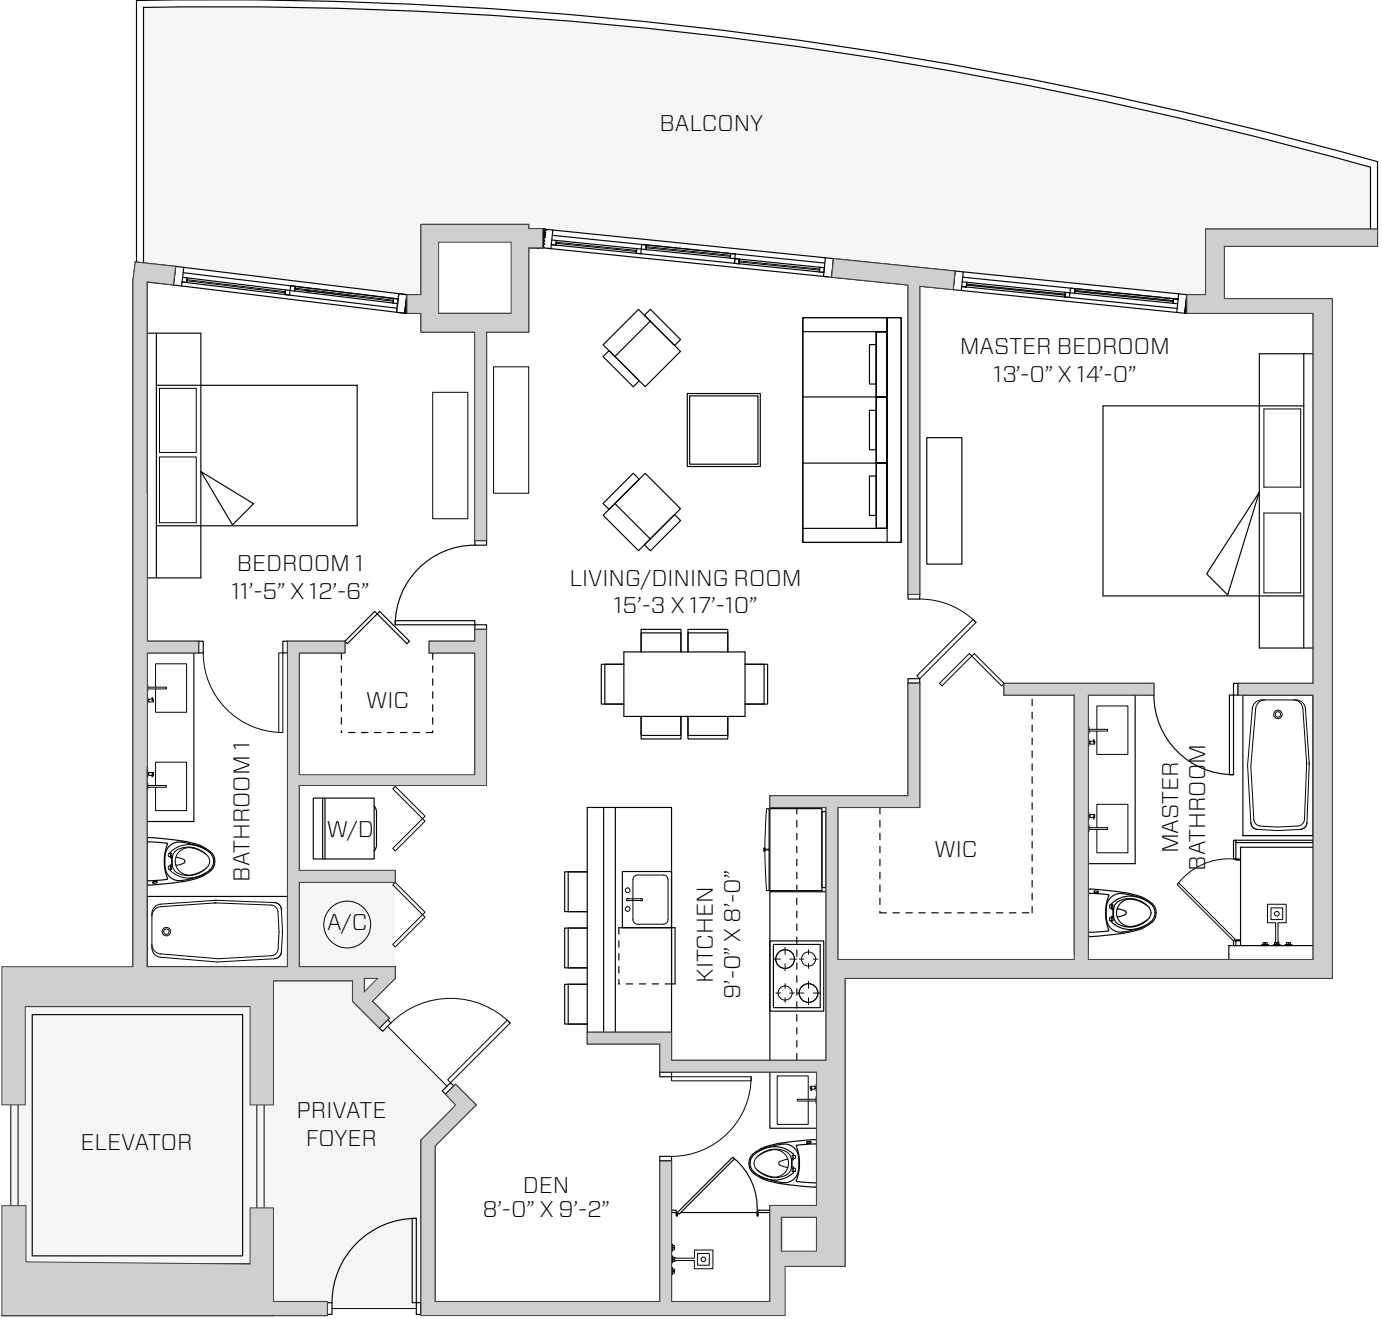 BALCONY
MASTER BEDROOM
13’-0” X 14’-0”
BEDROOM 1
11’-5” X 12’-6”
LIVING/DINING ROOM
15’-3 X 17’-10”
WIC
BATHROOM 1
W/D
A/C
KITCHEN
9’-0” X 8’-0”
WIC
MASTER
BATHROOM
PRIVATE
FOYER
ELEVATOR
DEN
8’-0” X 9’-2”